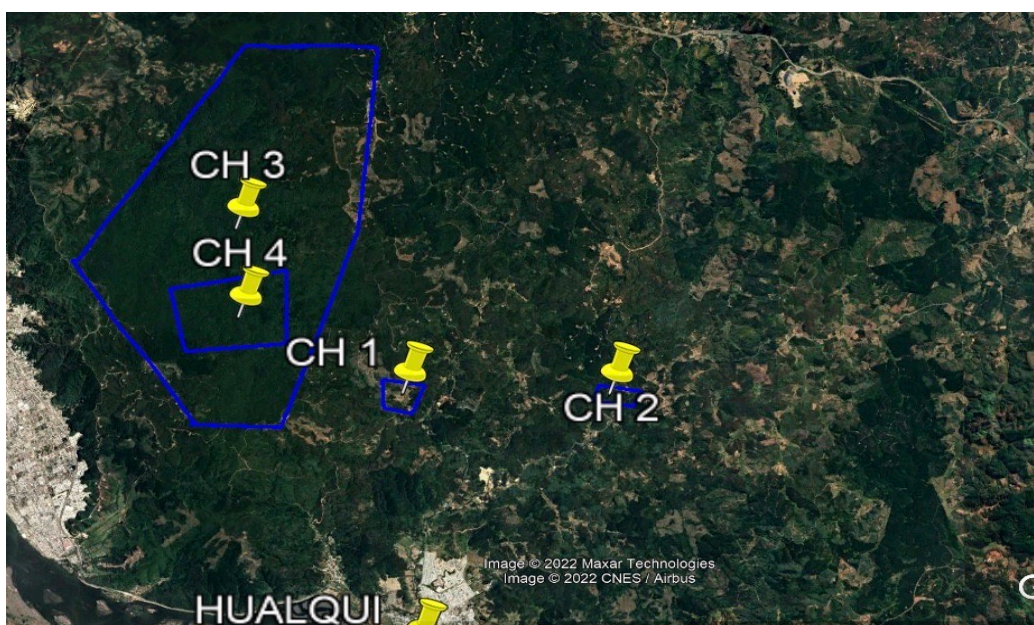 CH 3
CH 4
CH 1
CH 2
Image © 2022 Maxar Technologies
Image © 2022 CNES / Airbus
HUALQUI